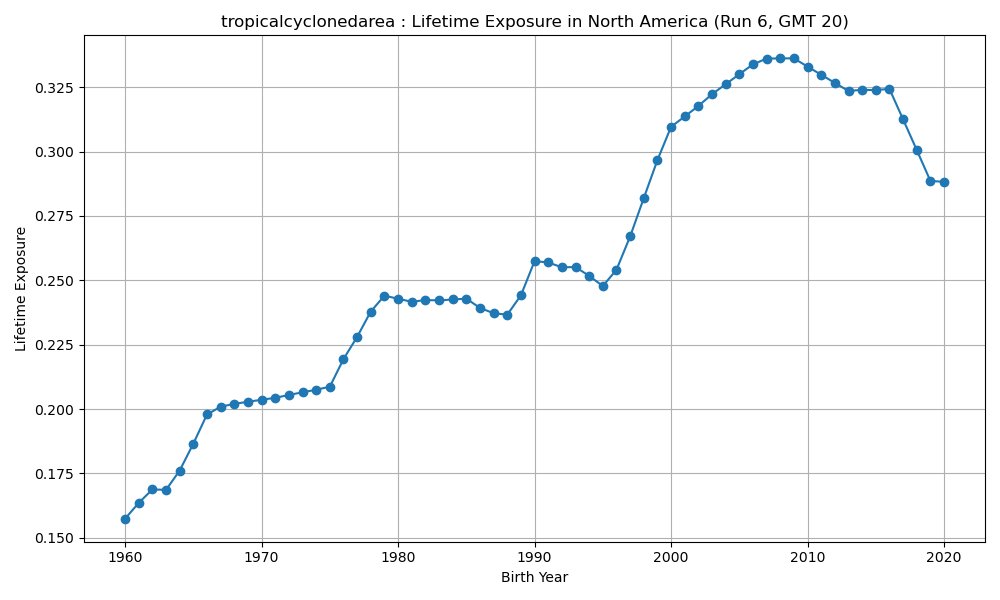 tropicalcyclonedarea : Lifetime Exposure in North America (Run 6, GMT 20)
Lifetime Exposure
0.325
0.300
0.275
0.250
0.225
0.200
0.175
0.150
1960 1970 1980 1990 2000 2010 2020
Birth Year